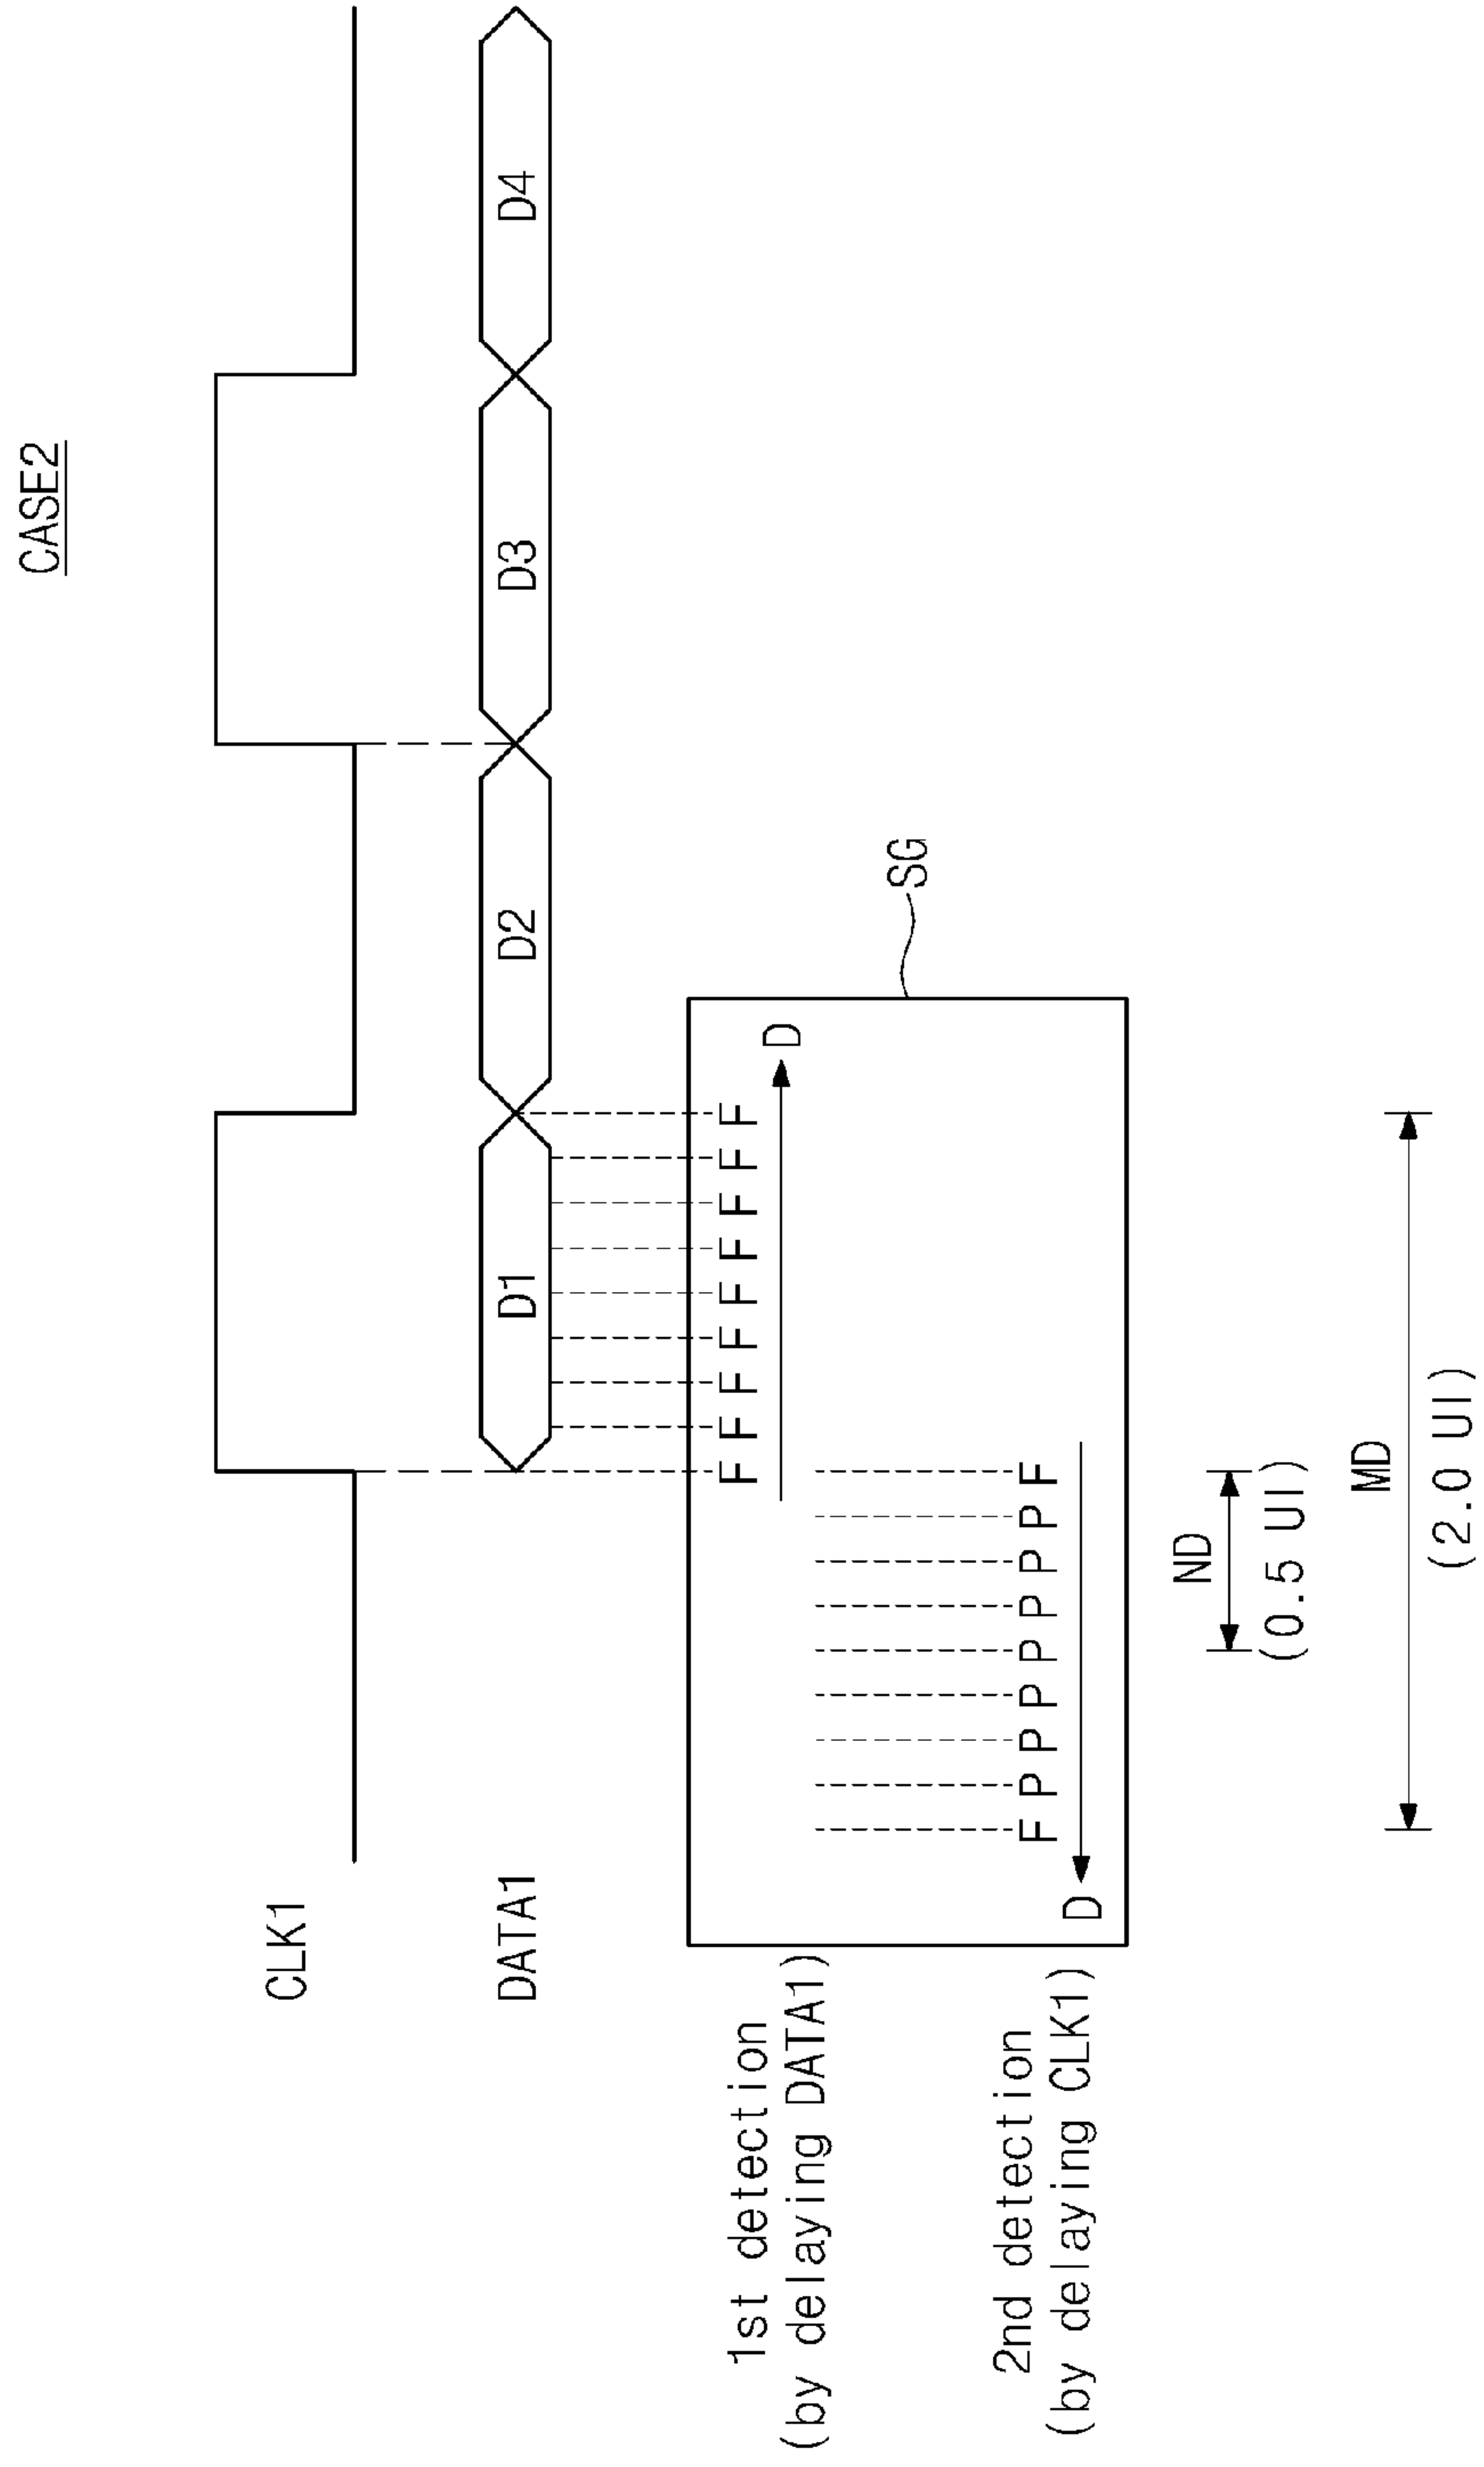 CASE2
CLK1
DATA1
D1
D2
D3
D4
SG
1st detection
(by delaying DATA1)
F F F F F F F F F
D
2nd detection
(by delaying CLK1)
F P P P P P P P F
D
ND
(0.5 UI)
MD
(2.0 UI)